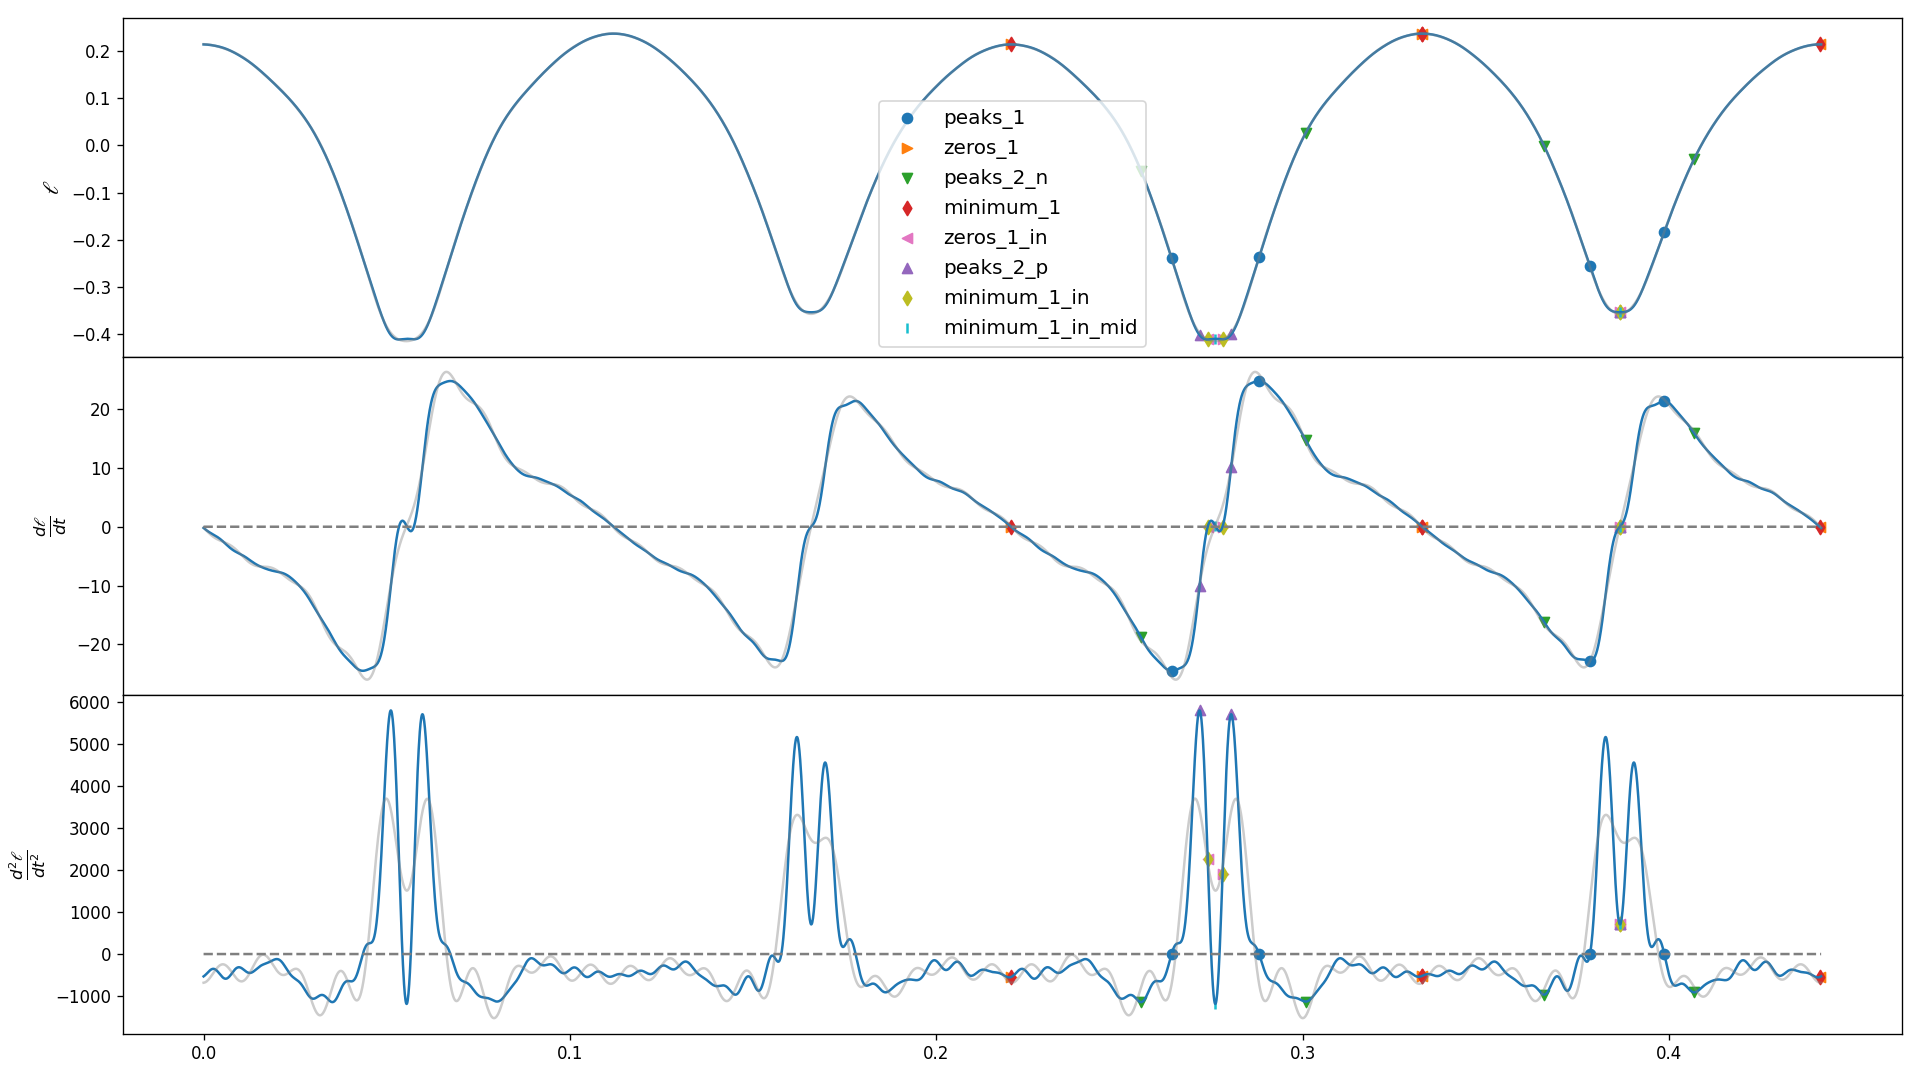 0.2
0.1
0.0
−0.1
−0.2
−0.3
−0.4
ℓ
peaks_1
zeros_1
peaks_2_n
minimum_1
zeros_1_in
peaks_2_p
minimum_1_in
minimum_1_in_mid
20
10
0
−10
−20
dℓ
dt
6000
5000
4000
3000
2000
1000
0
−1000
d²ℓ
dt²
0.0 0.1 0.2 0.3 0.4